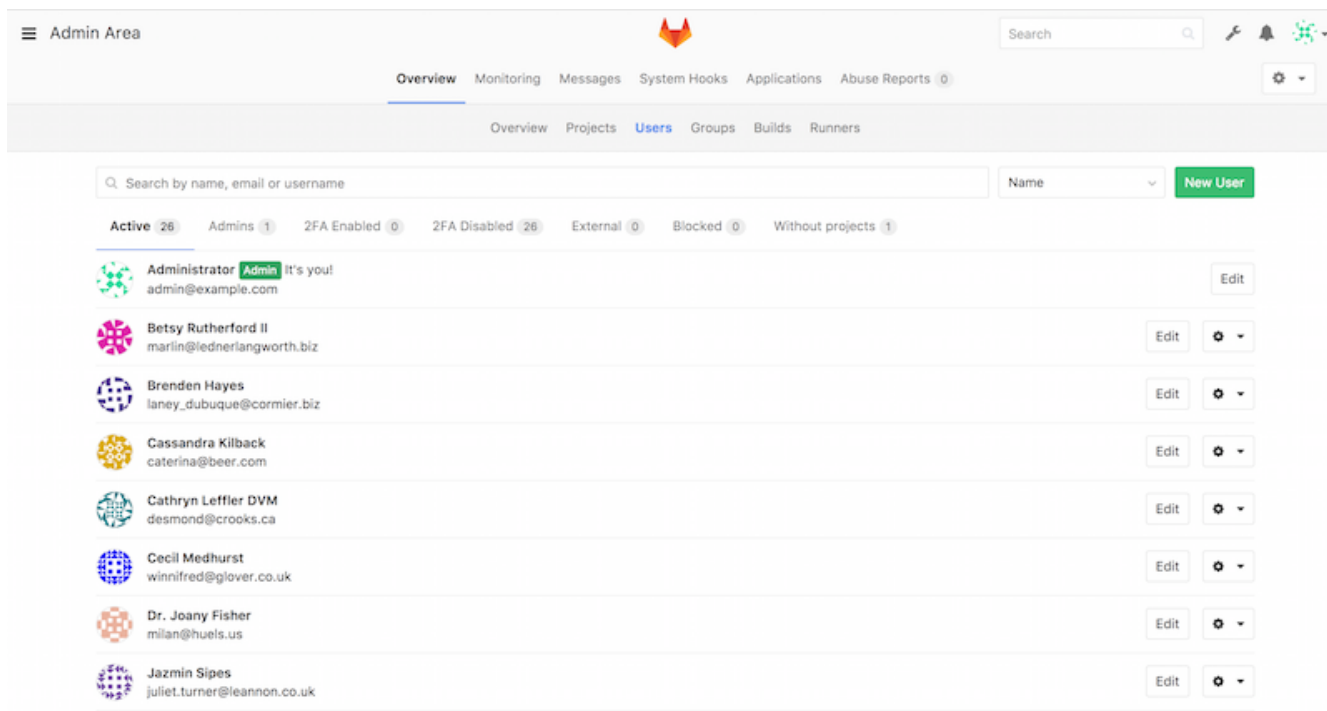 Admin Area
Search
Overview Monitoring Messages System Hooks Applications Abuse Reports 0
Overview Projects Users Groups Builds Runners
Search by name, email or username
Name
New User
Active 26 Admins 1 2FA Enabled 0 2FA Disabled 26 External 0 Blocked 0 Without projects 1
Administrator Admin It's you!
admin@example.com
Edit
Betsy Rutherford II
marlin@lednerlangworth.biz
Edit
Brenden Hayes
laney_dubuque@cormier.biz
Edit
Cassandra Kilback
caterina@beer.com
Edit
Cathryn Leffler DVM
desmond@crooks.ca
Edit
Cecil Medhurst
winnifred@glover.co.uk
Edit
Dr. Joany Fisher
milan@huels.us
Edit
Jazmin Sipes
juliet.turner@leannon.co.uk
Edit